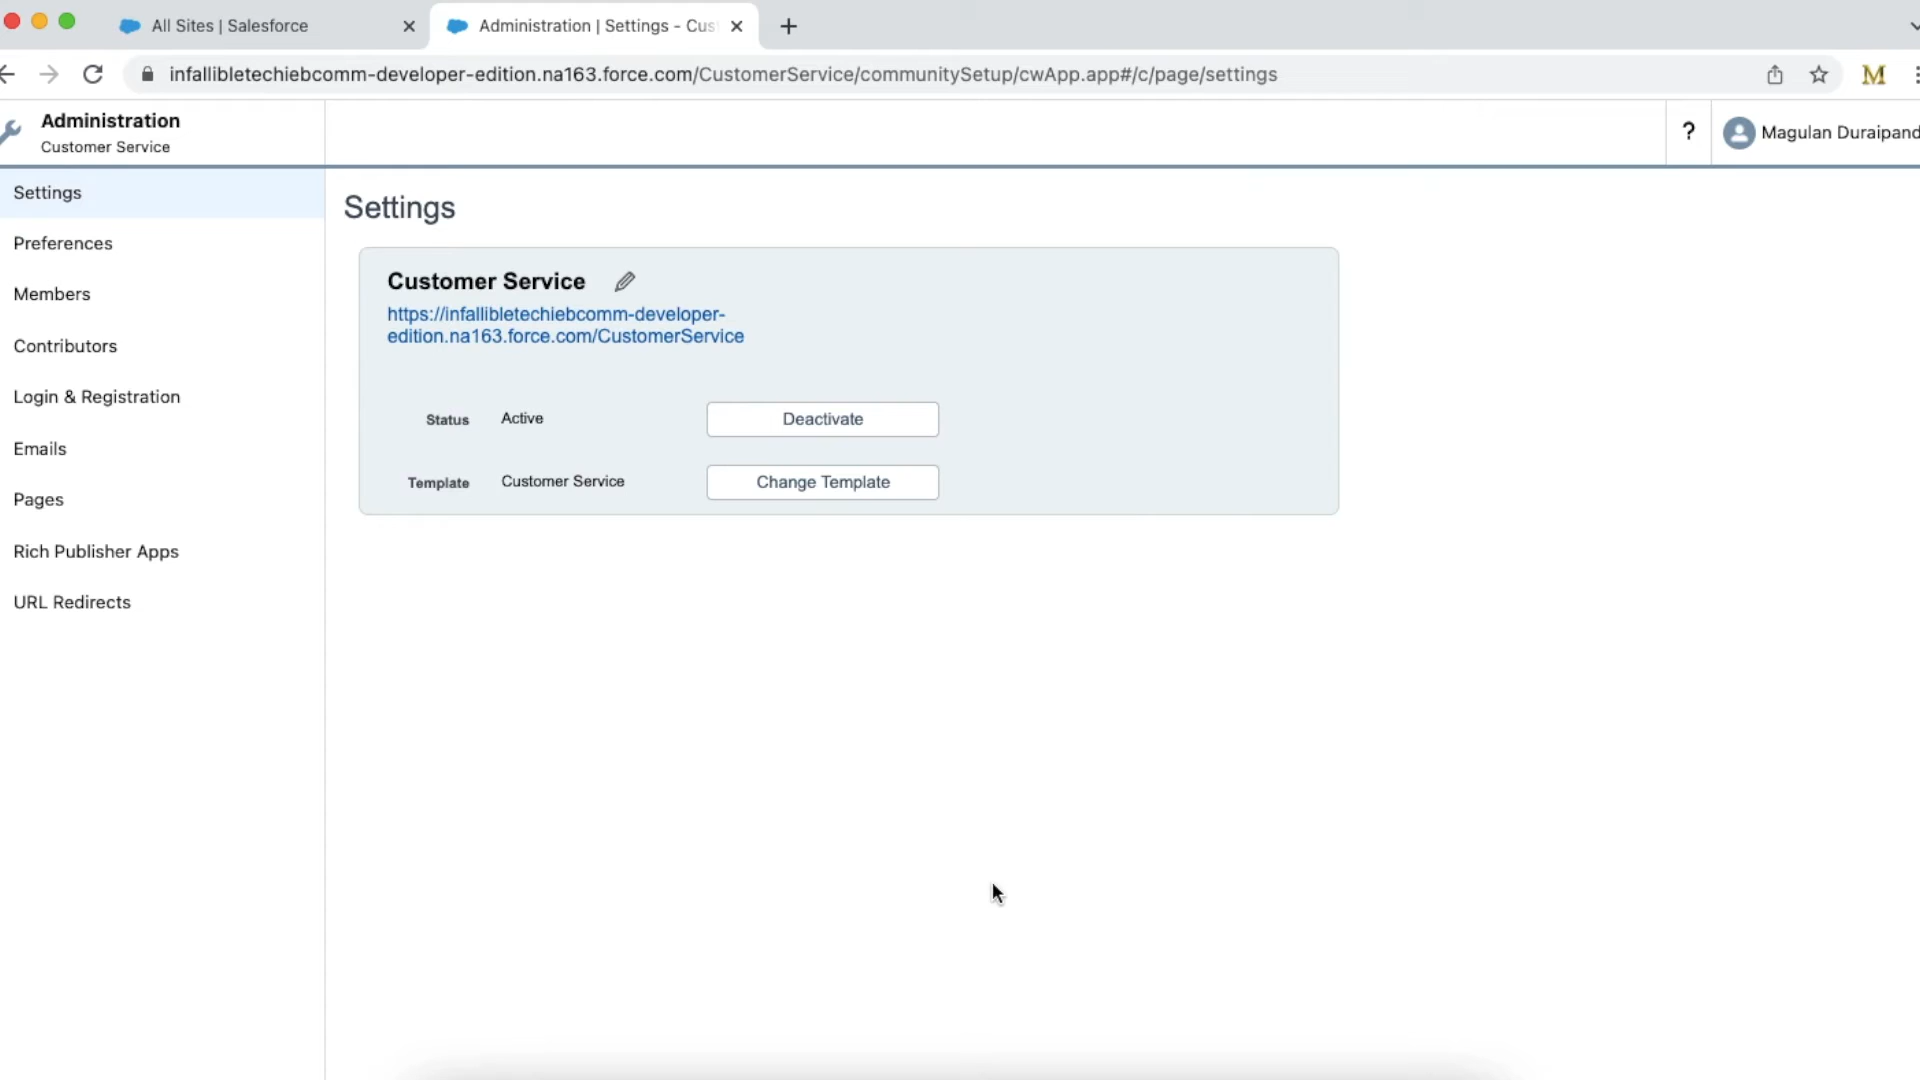 All Sites | Salesforce
Administration | Settings - Cus
infallibletechiebcomm-developer-edition.na163.force.com/CustomerService/communitySetup/cwApp.app#/c/page/settings
M
Administration
Customer Service
?
Magulan Duraipand
Settings
Preferences
Members
Contributors
Login & Registration
Emails
Pages
Rich Publisher Apps
URL Redirects
Settings
Customer Service
https://infallibletechiebcomm-developer-
edition.na163.force.com/CustomerService
Status Active Deactivate
Template Customer Service Change Template